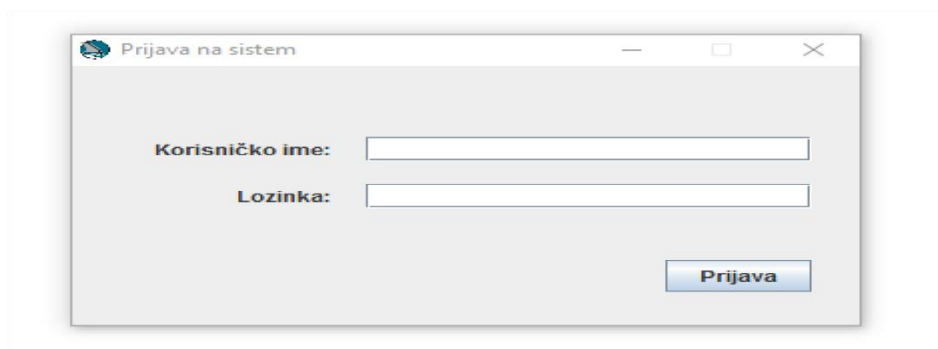 Prijava na sistem
Korisničko ime:
Lozinka:
Prijava